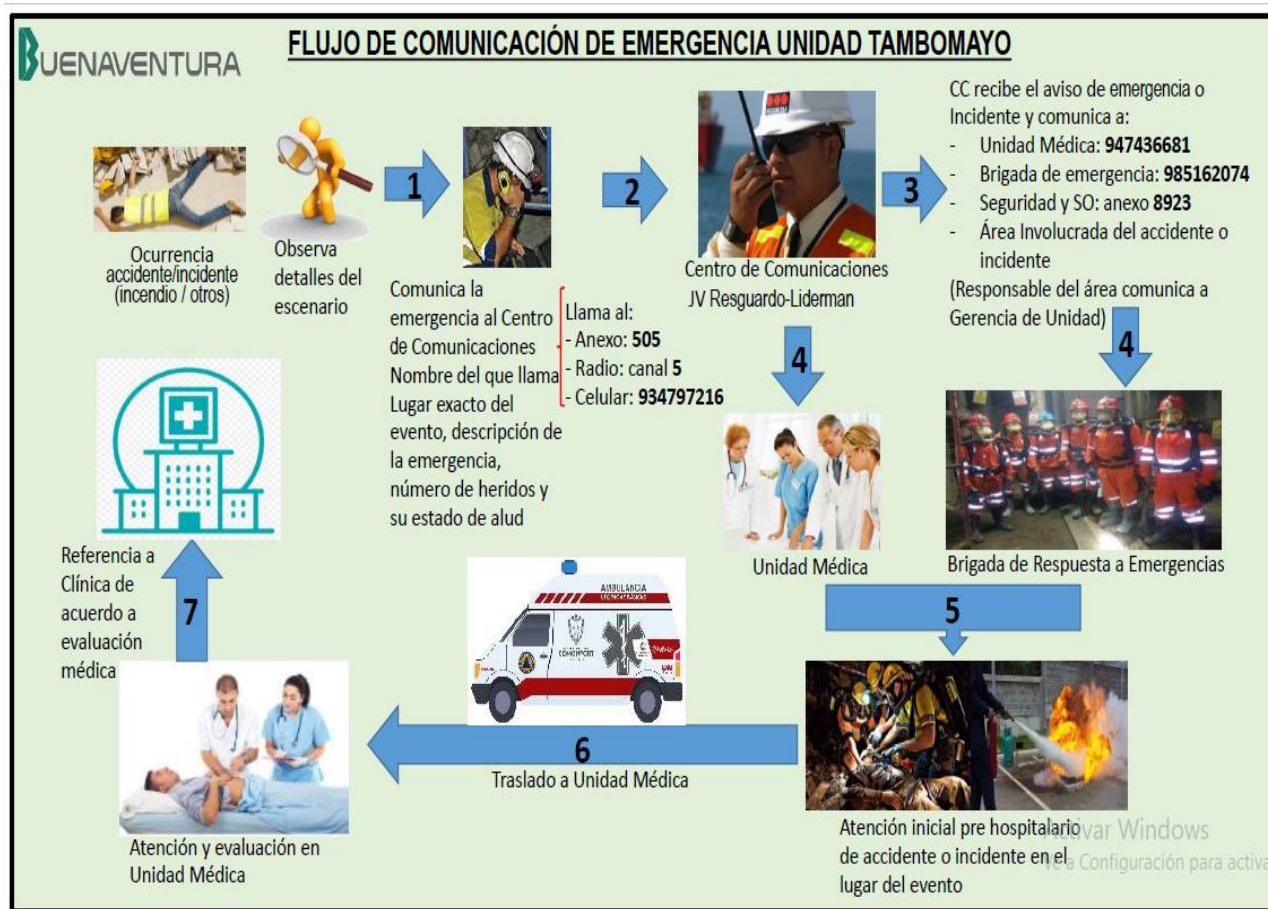 BUENAVENTURA
FLUJO DE COMUNICACIÓN DE EMERGENCIA UNIDAD TAMBOMAYO
Ocurrencia
accidente/incidente
(incendio / otros)
Observa
detalles del
escenario
1
Comunica la
emergencia al Centro
de Comunicaciones
Nombre del que llama
Lugar exacto del
evento, descripción de
la emergencia,
número de heridos y
su estado de alud
Llama al:
- Anexo: 505
- Radio: canal 5
- Celular: 934797216
2
Centro de Comunicaciones
JV Resguardo-Liderman
3
CC recibe el aviso de emergencia o
Incidente y comunica a:
- Unidad Médica: 947436681
- Brigada de emergencia: 985162074
- Seguridad y SO: anexo 8923
- Área Involucrada del accidente o
incidente
(Responsable del área comunica a
Gerencia de Unidad)
4
4
Unidad Médica
Brigada de Respuesta a Emergencias
5
Atención inicial pre hospitalario
de accidente o incidente en el
lugar del evento
AMBULANCIA
6
Traslado a Unidad Médica
Atención y evaluación en
Unidad Médica
7
Referencia a
Clínica de
acuerdo a
evaluación
médica
Activar Windows
Ve a Configuración para activa